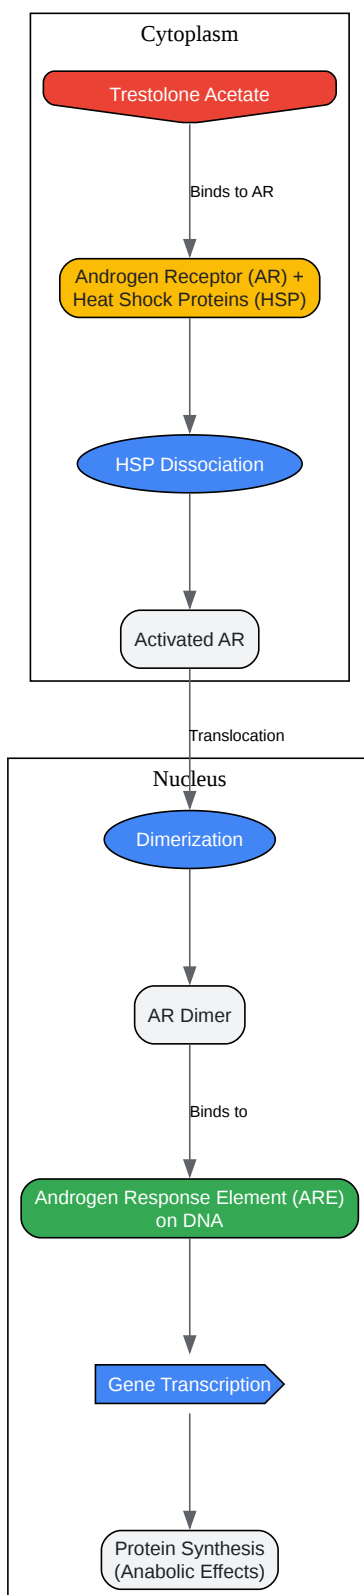 Cytoplasm
Trestolone Acetate
Binds to AR
Androgen Receptor (AR) +
Heat Shock Proteins (HSP)
HSP Dissociation
Activated AR
Translocation
Nucleus
Dimerization
AR Dimer
Binds to
Androgen Response Element (ARE)
on DNA
Gene Transcription
Protein Synthesis
(Anabolic Effects)